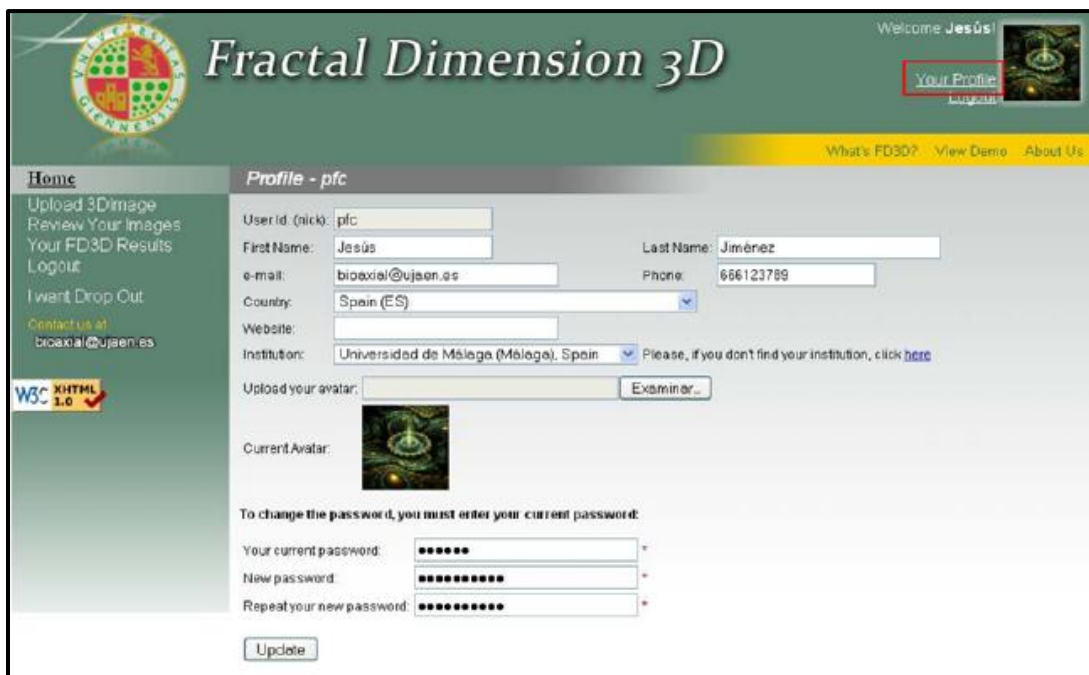 UNIVERSITAS GIENNENSIS
Fractal Dimension 3D
Welcome Jesús!
Your Profile
Logout
What's FD3D? View Demo About Us
Home
Upload 3DImage
Review Your Images
Your FD3D Results
Logout
I want Drop Out
Contact us at
bioaxial@ujaen.es
W3C XHTML 1.0
Profile - pfc
User Id. (nick): pfc
First Name: Jesús Last Name: Jiménez
e-mail: bioaxial@ujaen.es Phone: 666123789
Country: Spain (ES)
Website:
Institution: Universidad de Málaga (Málaga), Spain Please, if you don't find your institution, click here
Upload your avatar: Examinar...
Current Avatar:
To change the password, you must enter your current password:
Your current password: ●●●●●● *
New password: ●●●●●●●●●● *
Repeat your new password: ●●●●●●●●●● *
Update